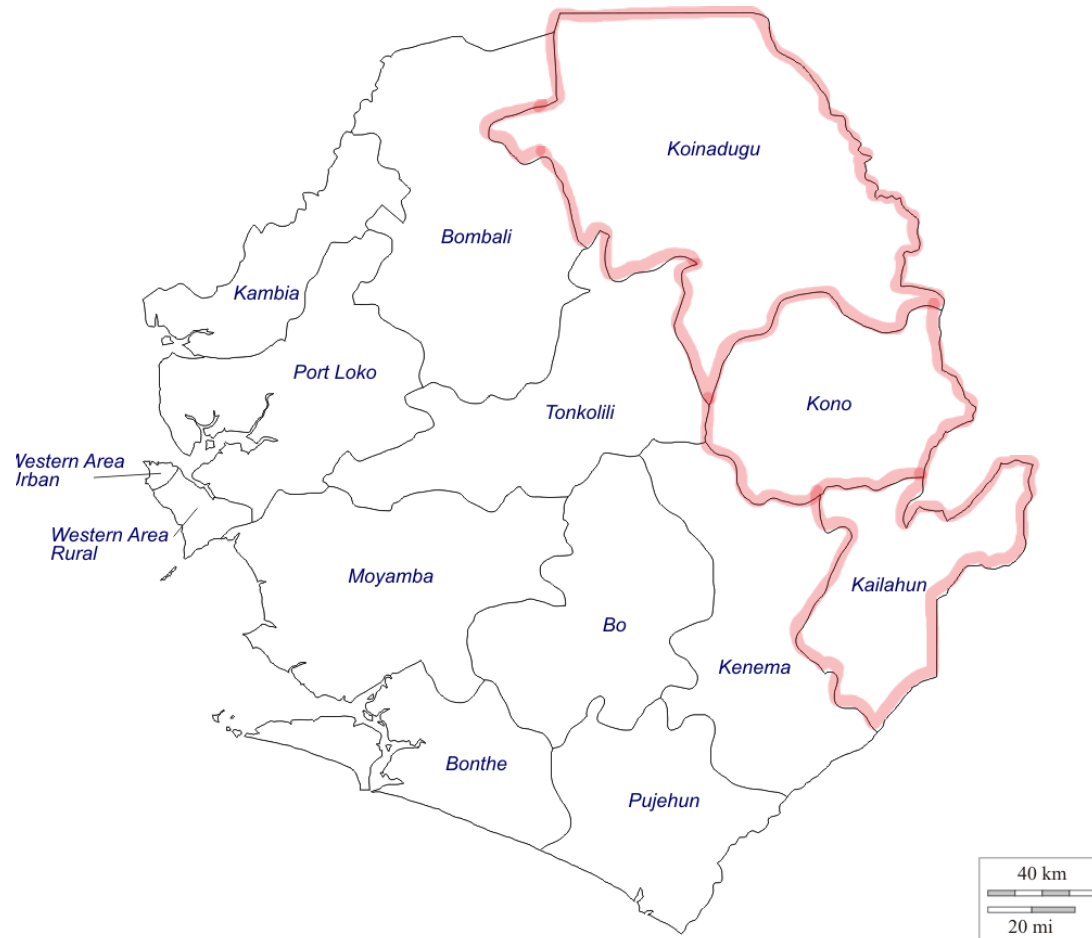 Koinadugu
Bombali
Kambia
Port Loko
Kono
Tonkolili
Western Area
Urban
Western Area
Rural
Moyamba
Kailahun
Bo
Kenema
Bonthe
Pujehun
40 km
20 mi